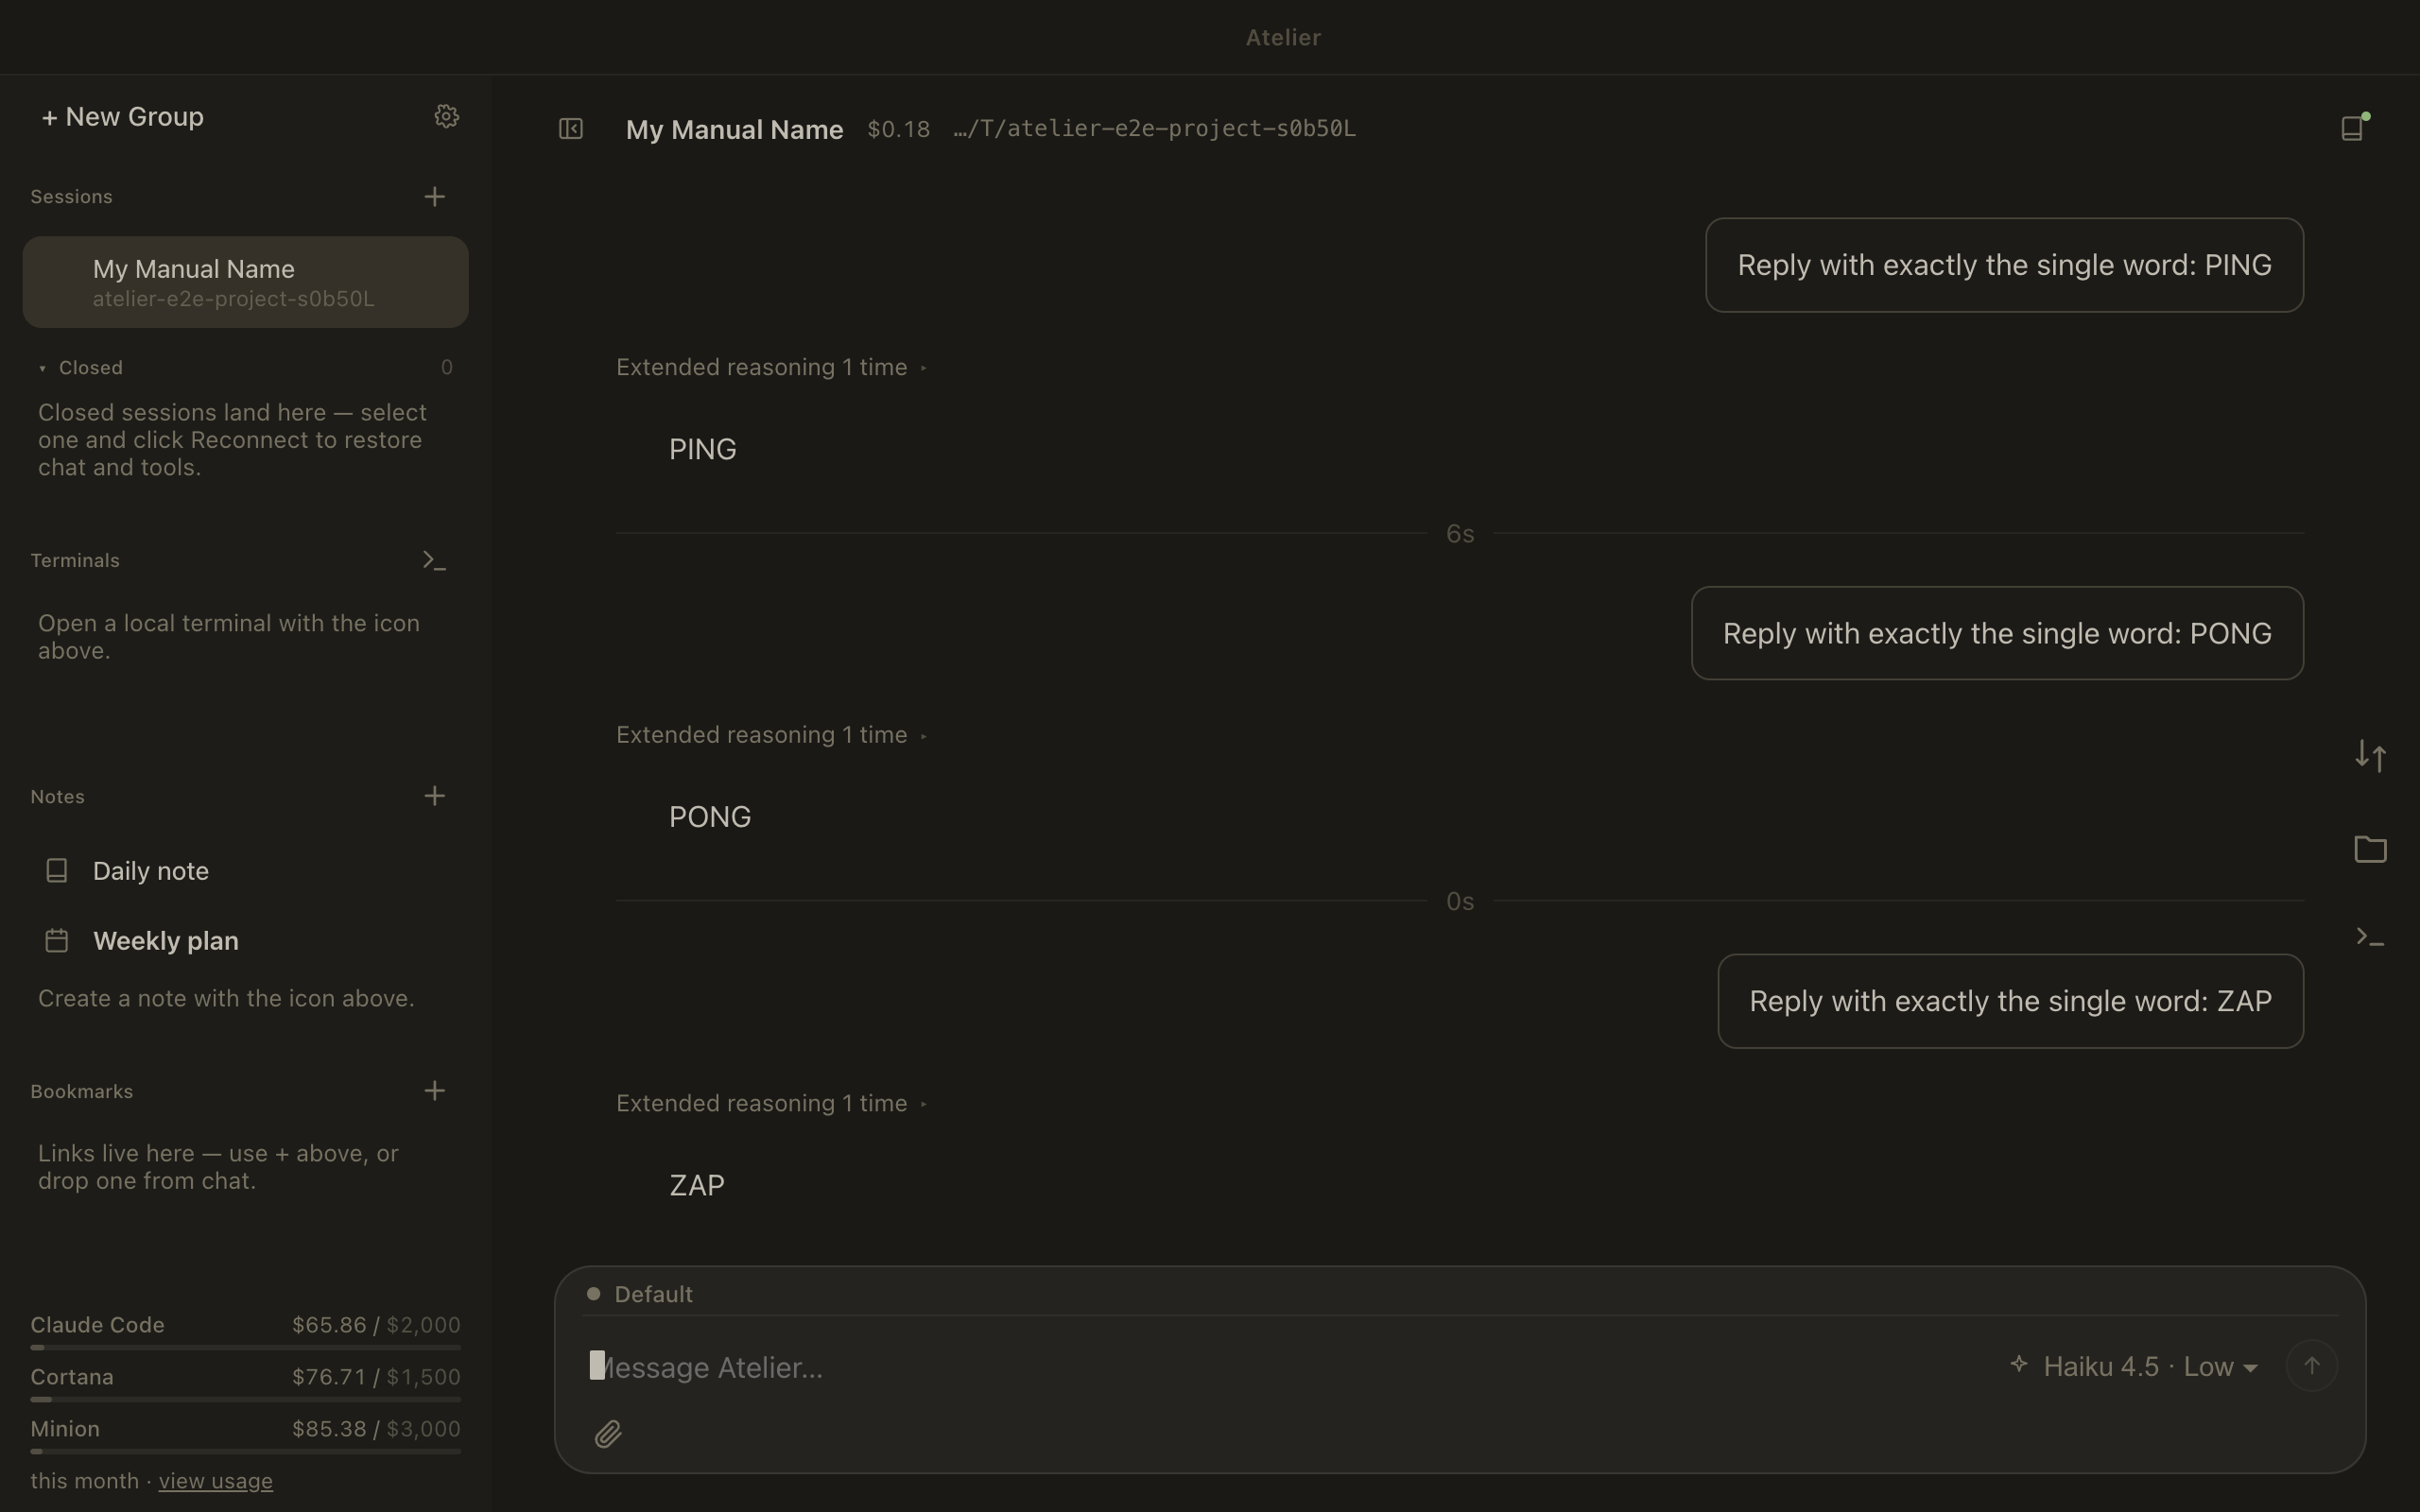 Atelier
+ New Group
Sessions
My Manual Name
atelier-e2e-project-s0b50L
Closed 0
Closed sessions land here — select
one and click Reconnect to restore
chat and tools.
Terminals
Open a local terminal with the icon
above.
Notes
Daily note
Weekly plan
Create a note with the icon above.
Bookmarks
Links live here — use + above, or
drop one from chat.
Claude Code $65.86 / $2,000
Cortana $76.71 / $1,500
Minion $85.38 / $3,000
this month · view usage
My Manual Name $0.18 …/T/atelier-e2e-project-s0b50L
Reply with exactly the single word: PING
Extended reasoning 1 time
PING
6s
Reply with exactly the single word: PONG
Extended reasoning 1 time
PONG
0s
Reply with exactly the single word: ZAP
Extended reasoning 1 time
ZAP
Default
Message Atelier...
Haiku 4.5 · Low